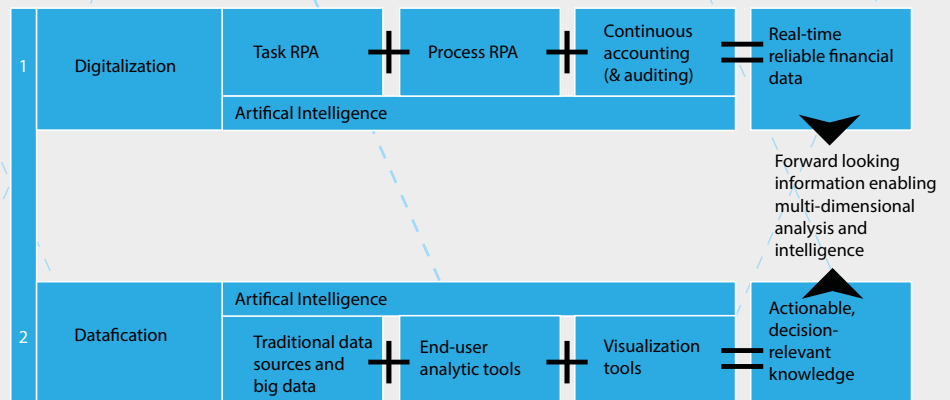 1
Digitalization
Task RPA
Process RPA
Continuous
accounting
(& auditing)
Real-time
reliable financial
data
Artifical Intelligence
Forward looking
information enabling
multi-dimensional
analysis and
intelligence
2
Datafication
Artifical Intelligence
Traditional data
sources and
big data
End-user
analytic tools
Visualization
tools
Actionable,
decision-
relevant
knowledge